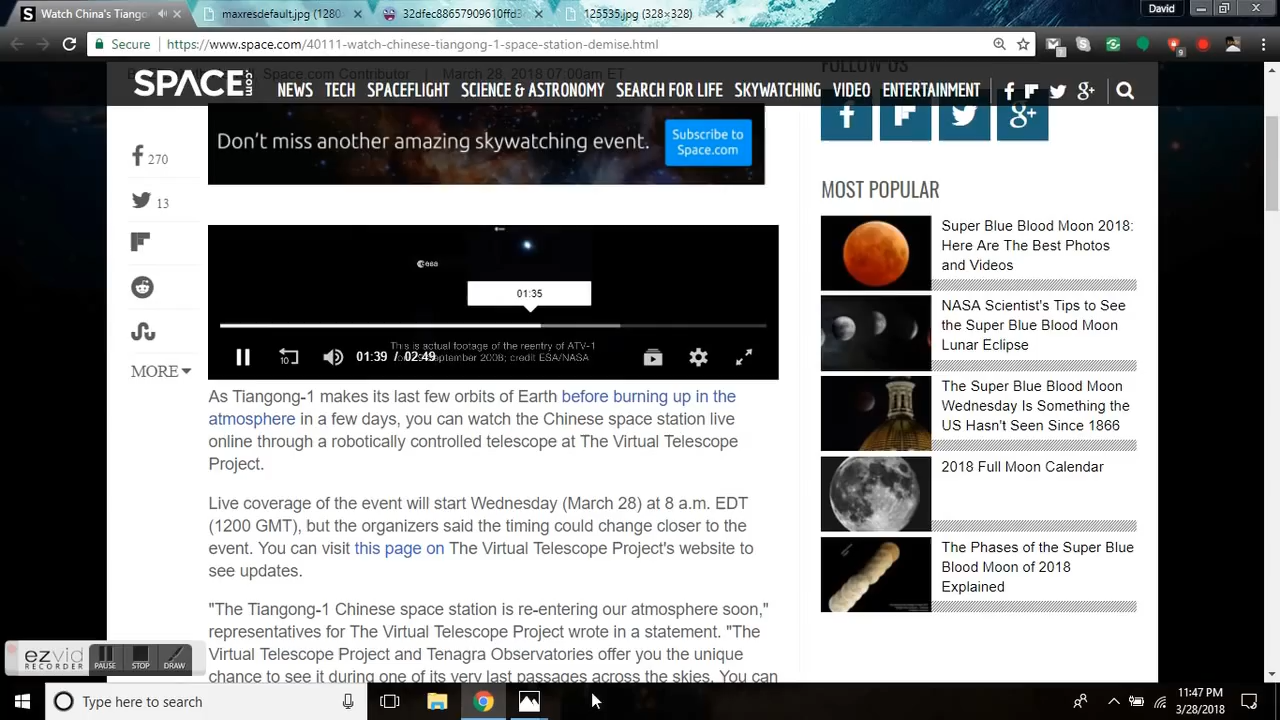 Watch China's Tiang
maxresdefault.jpg (1280
32dfec88657909610ffd3
125535.jpg (328×328)
David
Secure
https://www.space.com/40111-watch-chinese-tiangong-1-space-station-demise.html
Space.com Contributor | March 28, 2018 07:00am ET
SPACE.com
NEWS TECH SPACEFLIGHT SCIENCE & ASTRONOMY SEARCH FOR LIFE SKYWATCHING VIDEO ENTERTAINMENT
FOLLOW US
Don't miss another amazing skywatching event.
Subscribe to
Space.com
270
13
MORE
esa
01:35
This is actual footage of the reentry of ATV-1
September 2008; credit ESA/NASA
10
01:39 / 02:49
As Tiangong-1 makes its last few orbits of Earth before burning up in the
atmosphere in a few days, you can watch the Chinese space station live
online through a robotically controlled telescope at The Virtual Telescope
Project.
Live coverage of the event will start Wednesday (March 28) at 8 a.m. EDT
(1200 GMT), but the organizers said the timing could change closer to the
event. You can visit this page on The Virtual Telescope Project's website to
see updates.
"The Tiangong-1 Chinese space station is re-entering our atmosphere soon,"
representatives for The Virtual Telescope Project wrote in a statement. "The
Virtual Telescope Project and Tenagra Observatories offer you the unique
chance to see it during one of its very last passages across the skies. You can
MOST POPULAR
Super Blue Blood Moon 2018:
Here Are The Best Photos
and Videos
NASA Scientist's Tips to See
the Super Blue Blood Moon
Lunar Eclipse
The Super Blue Blood Moon
Wednesday Is Something the
US Hasn't Seen Since 1866
2018 Full Moon Calendar
The Phases of the Super Blue
Blood Moon of 2018
Explained
ezvid
RECORDER
PAUSE
STOP
DRAW
Type here to search
11:47 PM
3/28/2018